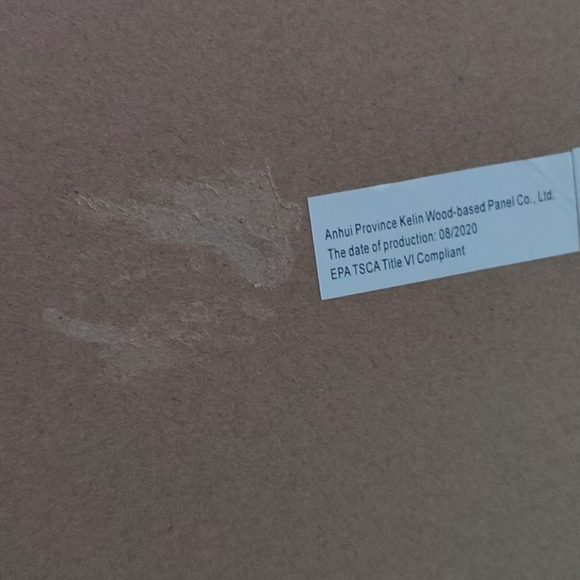 Anhui Province Kelin Wood-based Panel Co., Ltd.
The date of production: 08/2020
EPA TSCA Title VI Compliant